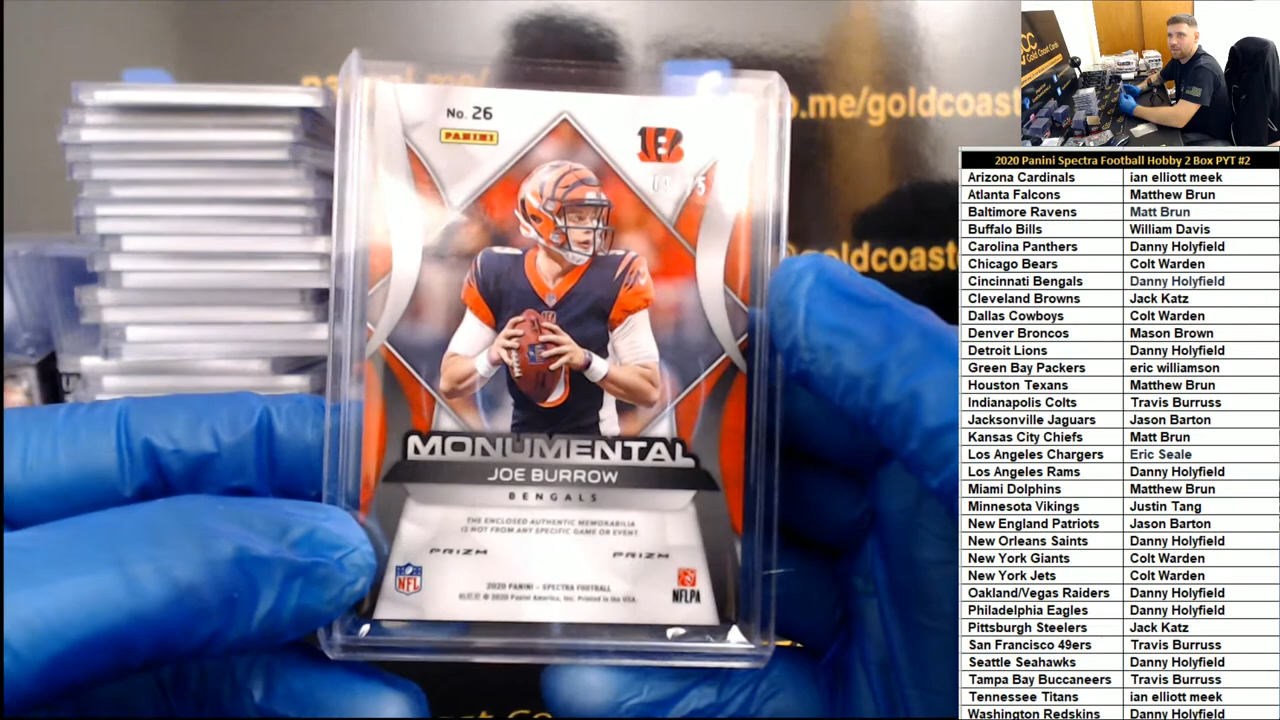 No. 26
PANINI
MONUMENTAL
JOE BURROW
BENGALS
THE ENCLOSED AUTHENTIC MEMORABILIA
IS NOT FROM ANY SPECIFIC GAME OR EVENT
PRIZM PRIZM
NFL
NFLPA
2020 PANINI – SPECTRA FOOTBALL
© 2020 Panini America, Inc. Printed in the USA.
.me/goldcoast
goldcoas
Gold Coast Cards
2020 Panini Spectra Football Hobby 2 Box PYT #2
Arizona Cardinals ian elliott meek
Atlanta Falcons Matthew Brun
Baltimore Ravens Matt Brun
Buffalo Bills William Davis
Carolina Panthers Danny Holyfield
Chicago Bears Colt Warden
Cincinnati Bengals Danny Holyfield
Cleveland Browns Jack Katz
Dallas Cowboys Colt Warden
Denver Broncos Mason Brown
Detroit Lions Danny Holyfield
Green Bay Packers eric williamson
Houston Texans Matthew Brun
Indianapolis Colts Travis Burruss
Jacksonville Jaguars Jason Barton
Kansas City Chiefs Matt Brun
Los Angeles Chargers Eric Seale
Los Angeles Rams Danny Holyfield
Miami Dolphins Matthew Brun
Minnesota Vikings Justin Tang
New England Patriots Jason Barton
New Orleans Saints Danny Holyfield
New York Giants Colt Warden
New York Jets Colt Warden
Oakland/Vegas Raiders Danny Holyfield
Philadelphia Eagles Danny Holyfield
Pittsburgh Steelers Jack Katz
San Francisco 49ers Travis Burruss
Seattle Seahawks Danny Holyfield
Tampa Bay Buccaneers Travis Burruss
Tennessee Titans ian elliott meek
Washington Redskins Danny Holyfield